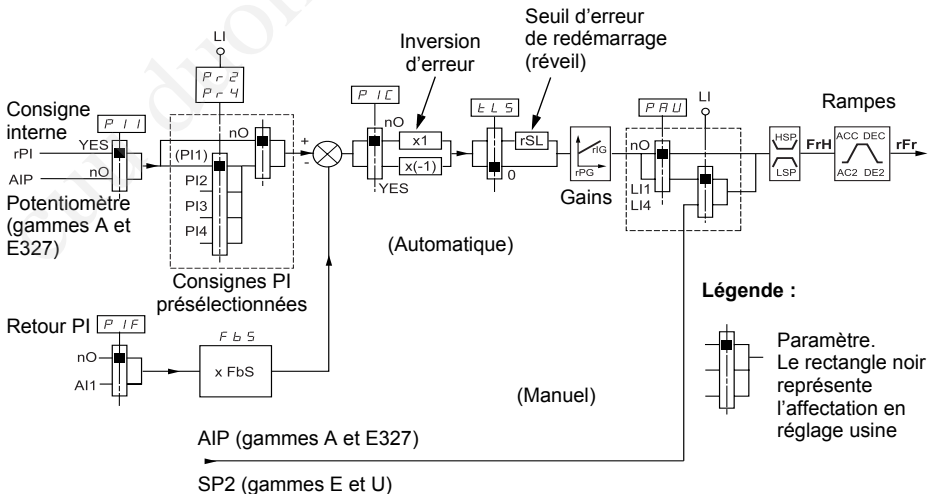 Seuil d'erreur
de redémarrage
(réveil)
Inversion
d'erreur
LI
Pr2
Pr4
Consigne
interne
PII
YES
rPI
nO
AIP
Potentiomètre
(gammes A et
E327)
nO
(PI1)
PI2
PI3
PI4
Consignes PI
présélectionnées
+
-
PIC
nO
x1
x(-1)
YES
tLS
rSL
0
rIG
rPG
Gains
PAU
LI
nO
LI1
LI4
HSP
LSP
FrH
Rampes
ACC DEC
AC2 DE2
rFr
(Automatique)
Retour PI
PIF
nO
AI1
FbS
x FbS
(Manuel)
AIP (gammes A et E327)
SP2 (gammes E et U)
Légende :
Paramètre.
Le rectangle noir
représente
l'affectation en
réglage usine